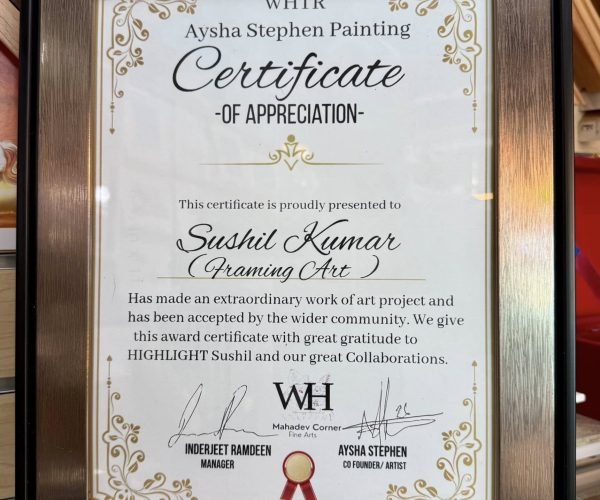 WHTR
Aysha Stephen Painting
Certificate
-OF APPRECIATION-
This certificate is proudly presented to
Sushil Kumar
(Framing Art )
Has made an extraordinary work of art project and
has been accepted by the wider community. We give
this award certificate with great gratitude to
HIGHLIGHT Sushil and our great Collaborations.
WH
Mahadev Corner
Fine Arts
INDERJEET RAMDEEN
MANAGER
AYSHA STEPHEN
CO FOUNDER/ ARTIST